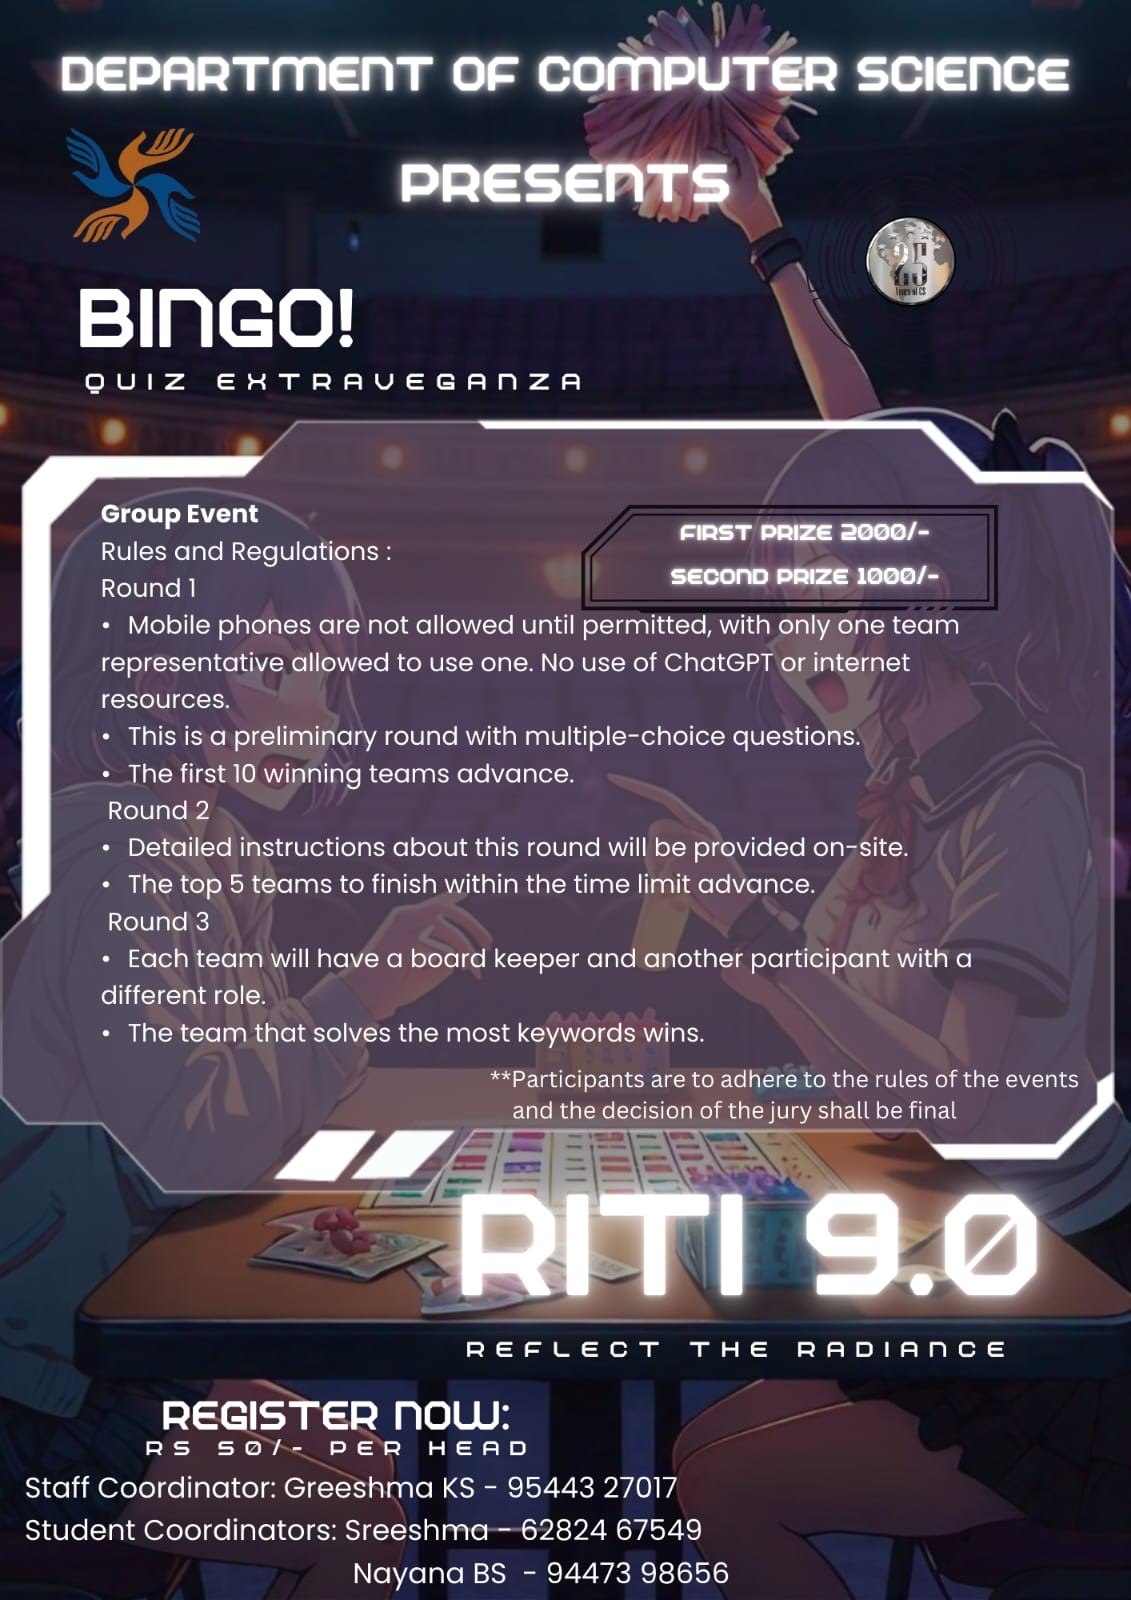 DEPARTMENT OF COMPUTER SCIENCE
PRESENTS
25
Years of CS
BINGO!
QUIZ EXTRAVEGANZA
Group Event
FIRST PRIZE 2000/-
SECOND PRIZE 1000/-
Rules and Regulations :
Round 1
• Mobile phones are not allowed until permitted, with only one team
representative allowed to use one. No use of ChatGPT or internet
resources.
• This is a preliminary round with multiple-choice questions.
• The first 10 winning teams advance.
Round 2
• Detailed instructions about this round will be provided on-site.
• The top 5 teams to finish within the time limit advance.
Round 3
• Each team will have a board keeper and another participant with a
different role.
• The team that solves the most keywords wins.
**Participants are to adhere to the rules of the events
and the decision of the jury shall be final
RITI 9.0
REFLECT THE RADIANCE
REGISTER NOW:
RS 50/- PER HEAD
Staff Coordinator: Greeshma KS - 95443 27017
Student Coordinators: Sreeshma - 62824 67549
Nayana BS - 94473 98656